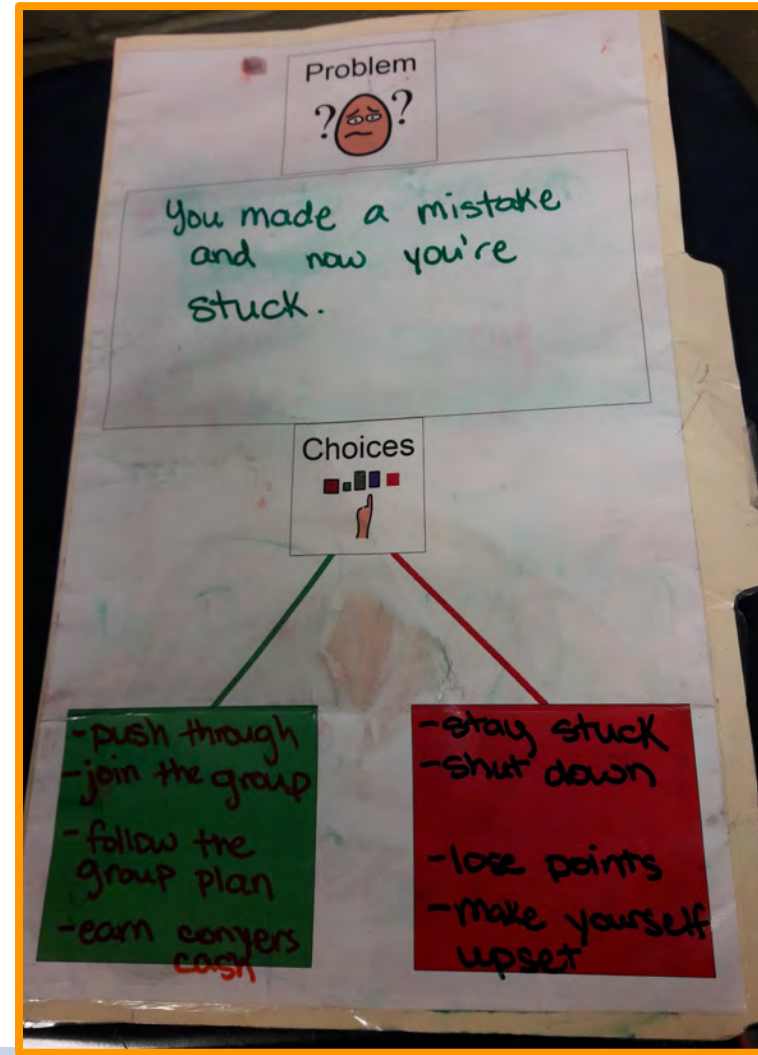 Problem
? ?
You made a mistake
and now you're
stuck.
Choices
-push through
-join the group
-follow the
group plan
-earn conyers
cash
-stay stuck
-shut down
-lose points
-make yourself
upset